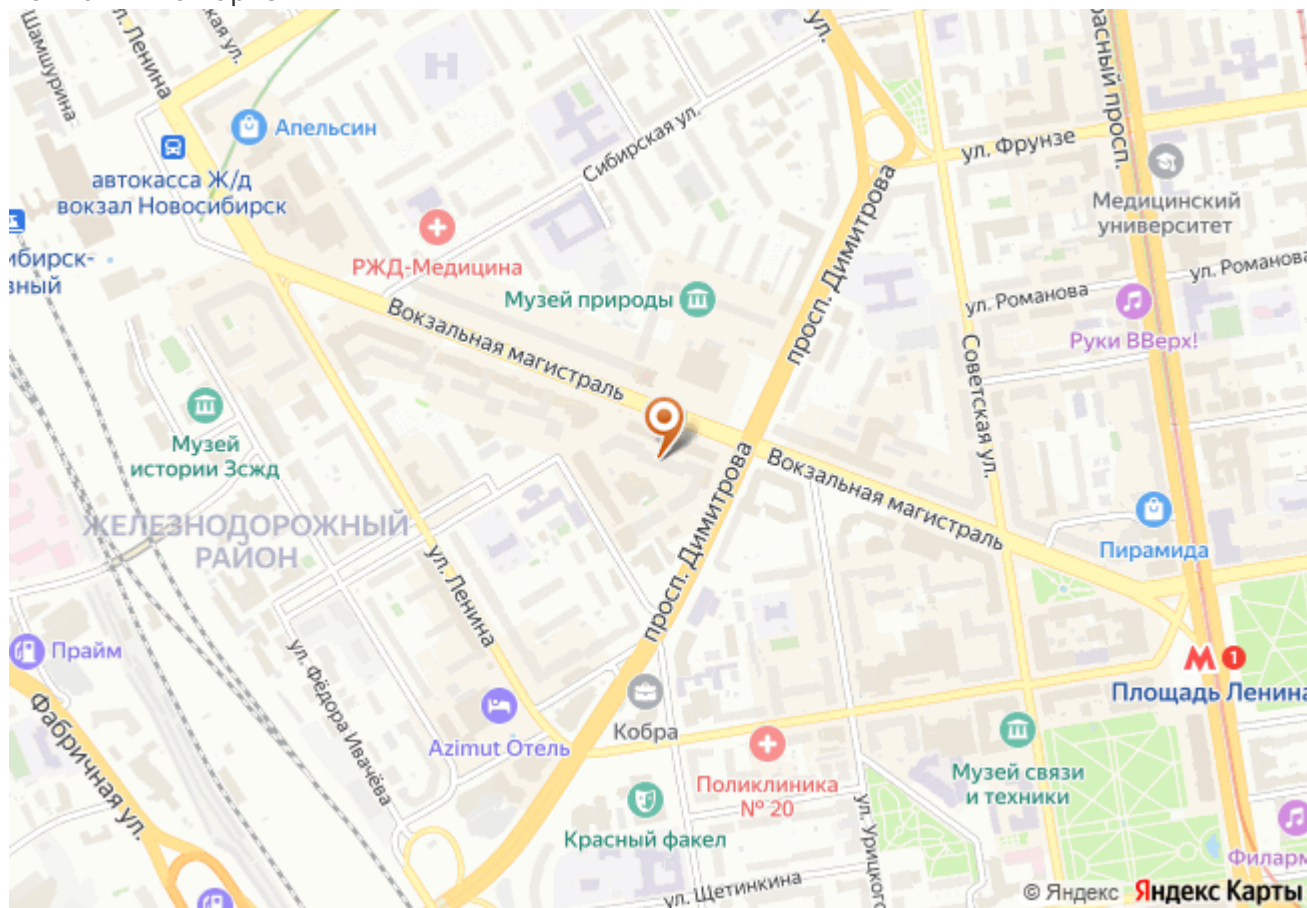 Шамшурина
ул. Ленина
ул.
расный просп.
Апельсин
Сибирская ул.
ул. Фрунзе
автокасса Ж/д
вокзал Новосибирск
Медицинский
университет
ибирск-
вный
РЖД-Медицина
просп. Димитрова
ул. Романова
Музей природы
ул. Романова
Вокзальная магистраль
Руки ВВерх!
Советская ул.
Музей
истории Зсжд
Вокзальная магистраль
ЖЕЛЕЗНОДОРОЖНЫЙ
РАЙОН
Пирамида
ул. Ленина
просп. Димитрова
Прайм
ул. Фёдора Ивачёва
М 1
Площадь Ленина
Фабричная ул.
Azimut Отель
Кобра
Поликлиника
№ 20
Музей связи
и техники
Красный факел
ул. Урицкого
Филарм
ул. Щетинкина
© Яндекс Яндекс Карты